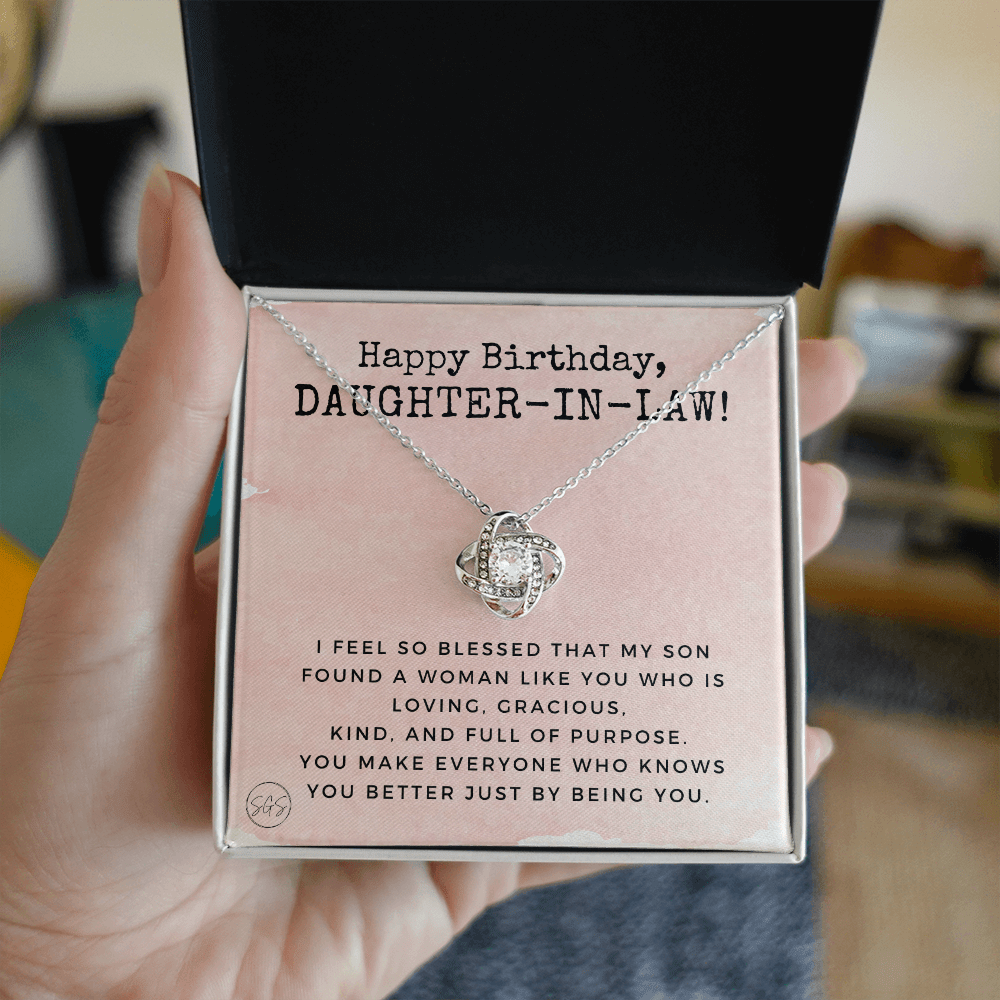 Happy Birthday,
DAUGHTER-IN-LAW!
I FEEL SO BLESSED THAT MY SON
FOUND A WOMAN LIKE YOU WHO IS
LOVING, GRACIOUS,
KIND, AND FULL OF PURPOSE.
YOU MAKE EVERYONE WHO KNOWS
YOU BETTER JUST BY BEING YOU.
SGS